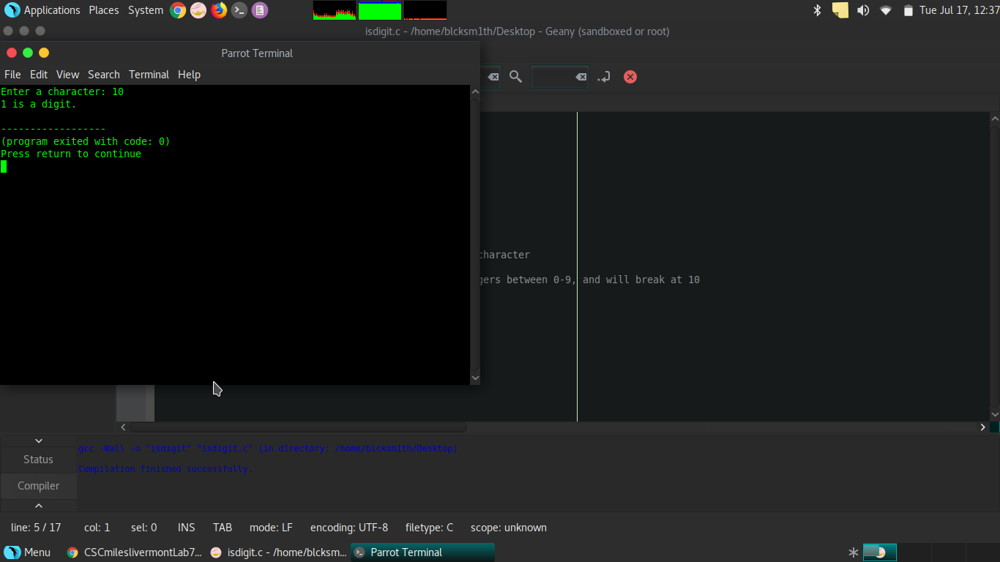 Applications Places System Tue Jul 17, 12:37
isdigit.c - /home/blcksm1th/Desktop - Geany (sandboxed or root)
Parrot Terminal
File Edit View Search Terminal Help
Enter a character: 10
1 is a digit.
------------------
(program exited with code: 0)
Press return to continue
character
gers between 0-9, and will break at 10
gcc -Wall -o "isdigit" "isdigit.c" (in directory: /home/blcksm1th/Desktop)
Status
Compilation finished successfully.
Compiler
line: 5 / 17 col: 1 sel: 0 INS TAB mode: LF encoding: UTF-8 filetype: C scope: unknown
Menu CSCmileslivermontLab7... isdigit.c - /home/blcksm... Parrot Terminal